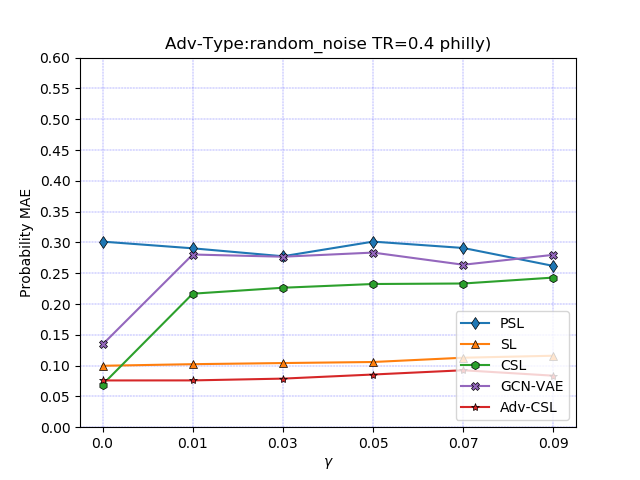 Adv-Type:random_noise TR=0.4 philly)
Probability MAE
0.60
0.55
0.50
0.45
0.40
0.35
0.30
0.25
0.20
0.15
0.10
0.05
0.00
PSL
SL
CSL
GCN-VAE
Adv-CSL
0.0 0.01 0.03 0.05 0.07 0.09
γ